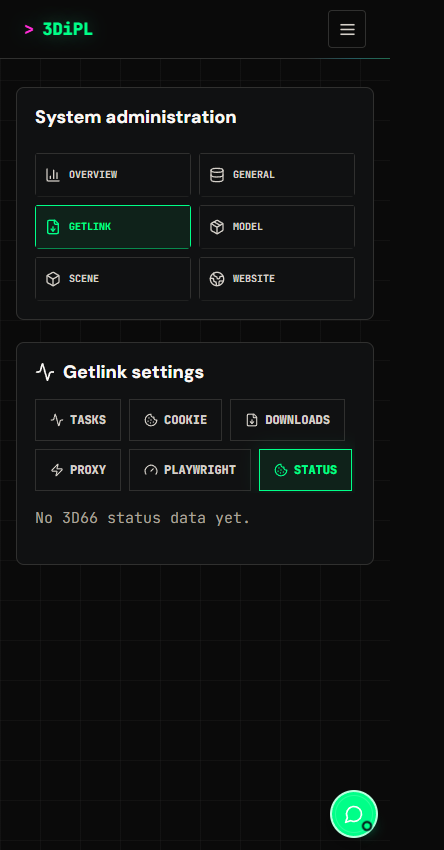 > 3DiPL
System administration
OVERVIEW
GENERAL
GETLINK
MODEL
SCENE
WEBSITE
Getlink settings
TASKS
COOKIE
DOWNLOADS
PROXY
PLAYWRIGHT
STATUS
No 3D66 status data yet.